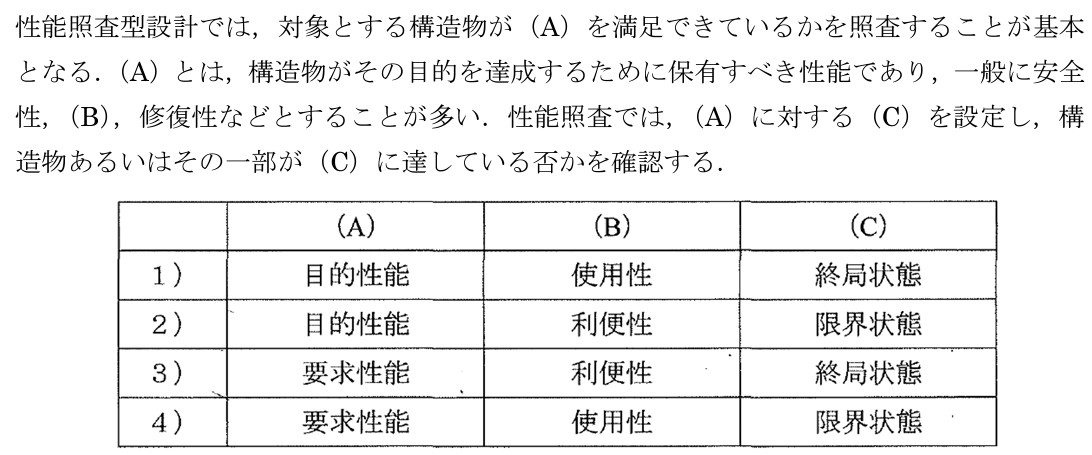 性能照査型設計では，対象とする構造物が（A）を満足できているかを照査することが基本
となる．（A）とは，構造物がその目的を達成するために保有すべき性能であり，一般に安全
性，（B），修復性などとすることが多い．性能照査では，（A）に対する（C）を設定し，構
造物あるいはその一部が（C）に達している否かを確認する．
（A） （B） （C）
1） 目的性能 使用性 終局状態
2） 目的性能 利便性 限界状態
3） 要求性能 利便性 終局状態
4） 要求性能 使用性 限界状態